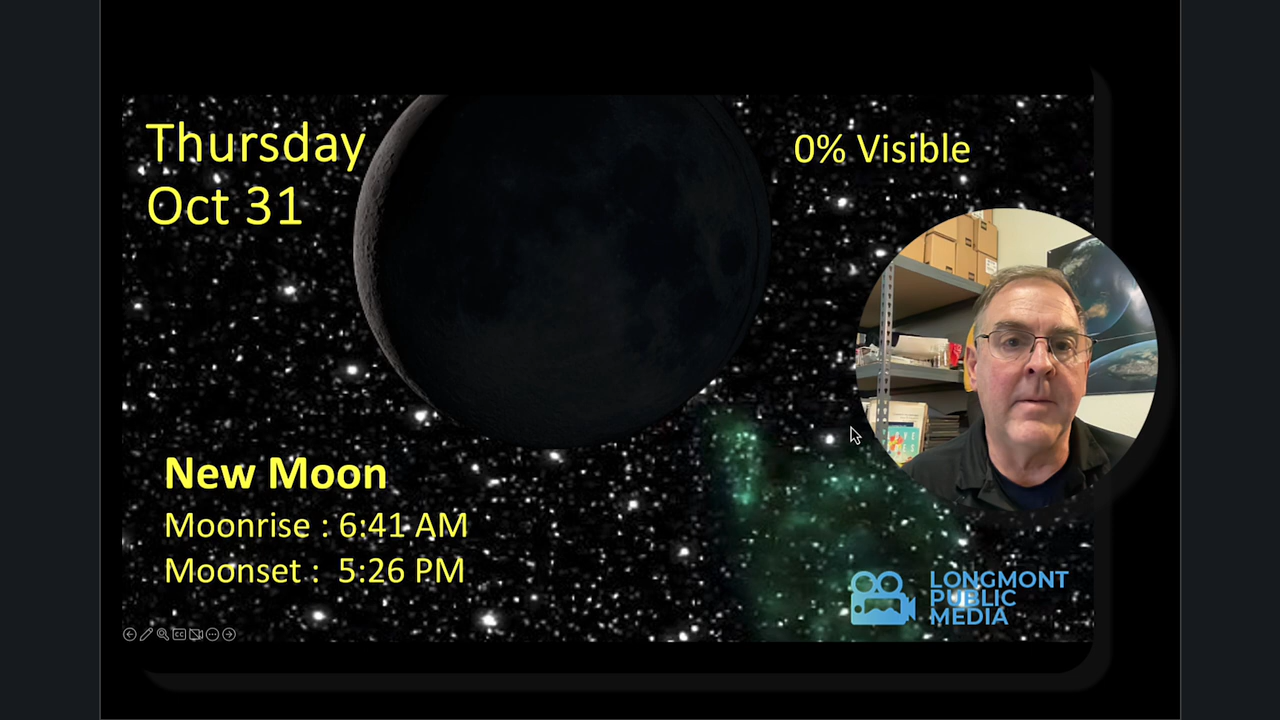 Thursday
Oct 31
0% Visible
New Moon
Moonrise : 6:41 AM
Moonset :  5:26 PM
LONGMONT
PUBLIC
MEDIA